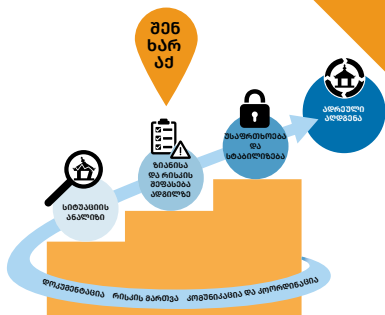 შენ
ხარ
აქ
ადრეული
აღდგენა
უსაფრთხოება
და
სტაბილიზება
ზიანისა
და რისკის
შეფასება
ადგილზე
სიტუაციის
ანალიზი
დოკუმენტაცია რისკის მართვა კომუნიკაცია და კოორდინაცია